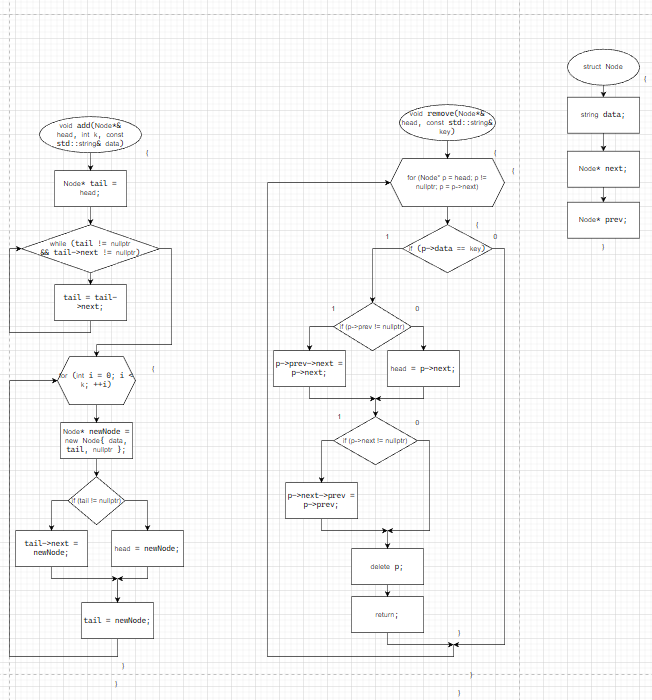 struct Node
{
string data;
Node* next;
Node* prev;
}
void add(Node*&
head, int k, const
std::string& data)
{
Node* tail =
head;
while (tail != nullptr
&& tail->next != nullptr)
tail = tail-
>next;
for (int i = 0; i <
k; ++i)
{
Node* newNode =
new Node{ data,
tail, nullptr };
if (tail != nullptr)
tail->next =
newNode;
head = newNode;
tail = newNode;
}
}
void remove(Node*&
head, const std::string&
key)
{
for (Node* p = head; p !=
nullptr; p = p->next)
{
{
1
0
if (p->data == key)
1
0
if (p->prev != nullptr)
p->prev->next =
p->next;
head = p->next;
1
0
if (p->next != nullptr)
p->next->prev =
p->prev;
delete p;
return;
}
}
}